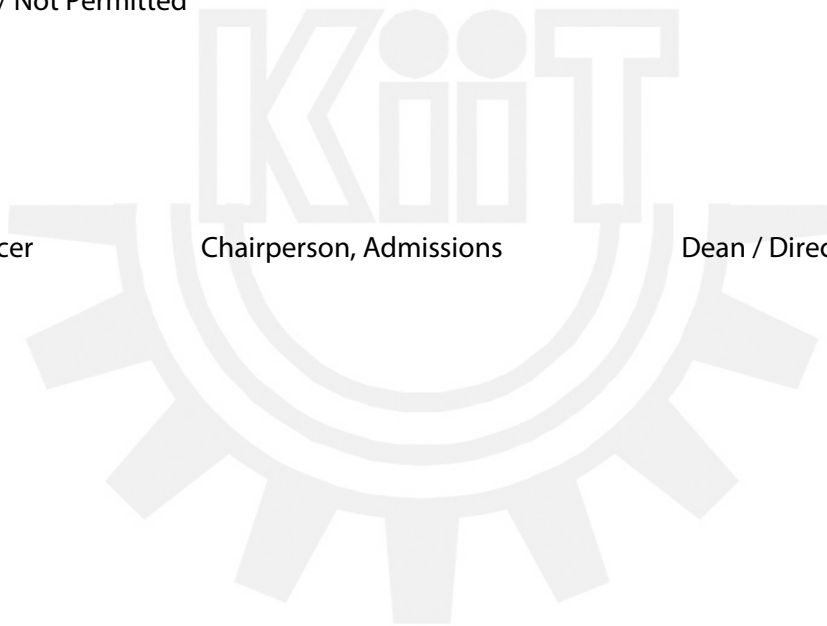 / Not Permitted
KiiT
cer Chairperson, Admissions Dean / Direc